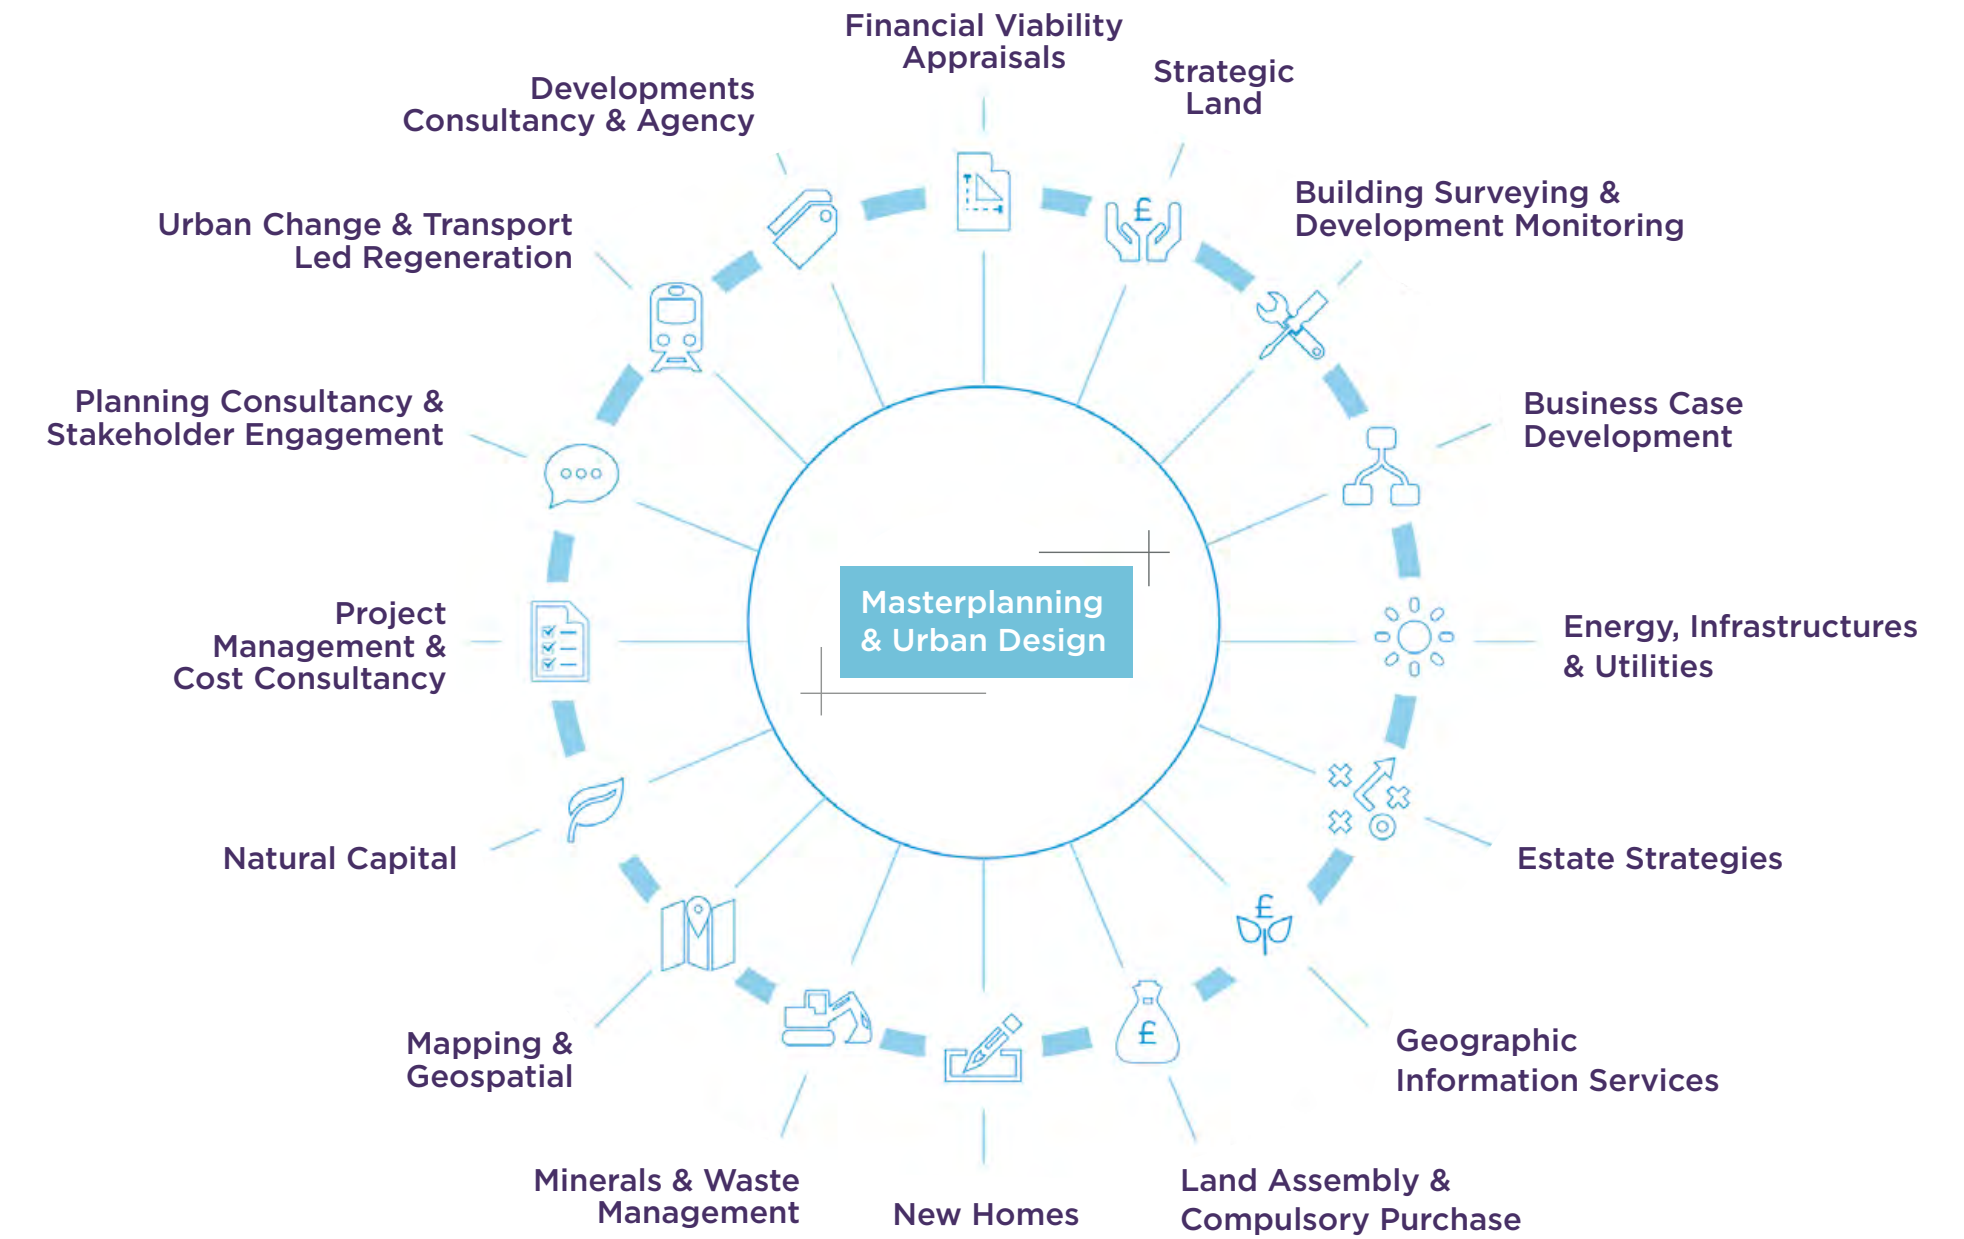 Financial Viability
Appraisals
Strategic
Land
Developments
Consultancy & Agency
Building Surveying &
Development Monitoring
Urban Change & Transport
Led Regeneration
Planning Consultancy &
Stakeholder Engagement
Business Case
Development
Masterplanning
& Urban Design
Project
Management &
Cost Consultancy
Energy, Infrastructures
& Utilities
Natural Capital
Estate Strategies
£
£
£
Mapping &
Geospatial
Geographic
Information Services
Minerals & Waste
Management
New Homes
Land Assembly &
Compulsory Purchase